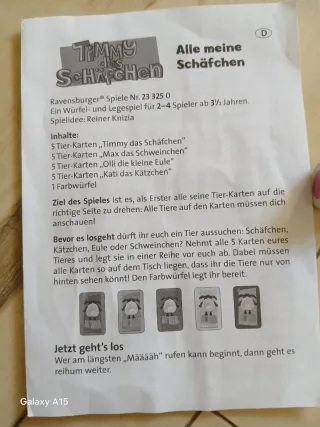 TIMMY
das
SCHÄFCHEN
Alle meine
Schäfchen
D
Ravensburger® Spiele Nr. 23 325 0
Ein Würfel- und Legespiel für 2–4 Spieler ab 3½ Jahren.
Spielidee: Reiner Knizia
Inhalte:
5 Tier-Karten „Timmy das Schäfchen"
5 Tier-Karten „Max das Schweinchen"
5 Tier-Karten „Olli die kleine Eule"
5 Tier-Karten „Kati das Kätzchen"
1 Farbwürfel
Ziel des Spieles ist es, als Erster alle seine Tier-Karten auf die
richtige Seite zu drehen: Alle Tiere auf den Karten müssen dich
anschauen!
Bevor es losgeht dürft ihr euch ein Tier aussuchen: Schäfchen,
Kätzchen, Eule oder Schweinchen? Nehmt alle 5 Karten eures
Tieres und legt sie in einer Reihe vor euch ab. Dabei müssen
alle Karten so auf dem Tisch liegen, dass ihr die Tiere nur von
hinten sehen könnt! Den Farbwürfel legt ihr bereit.
Jetzt geht's los
Wer am längsten „Määääh" rufen kann beginnt, dann geht es
reihum weiter.
Galaxy A15